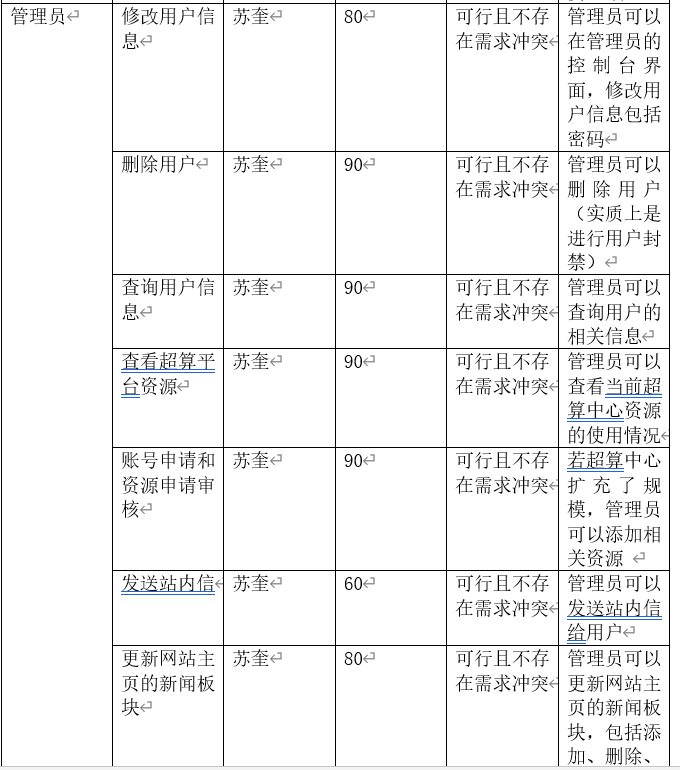 管理员
修改用户信
息
苏奎
80
可行且不存
在需求冲突
管理员可以
在管理员的
控制台界
面，修改用
户信息包括
密码
删除用户
苏奎
90
可行且不存
在需求冲突
管理员可以
删除用户
（实质上是
进行用户封
禁）
查询用户信
息
苏奎
90
可行且不存
在需求冲突
管理员可以
查询用户的
相关信息
查看超算平
台资源
苏奎
90
可行且不存
在需求冲突
管理员可以
查看当前超
算中心资源
的使用情况
账号申请和
资源申请审
核
苏奎
90
可行且不存
在需求冲突
若超算中心
扩充了规
模，管理员
可以添加相
关资源
发送站内信
苏奎
60
可行且不存
在需求冲突
管理员可以
发送站内信
给用户
更新网站主
页的新闻板
块
苏奎
80
可行且不存
在需求冲突
管理员可以
更新网站主
页的新闻板
块，包括添
加、删除、